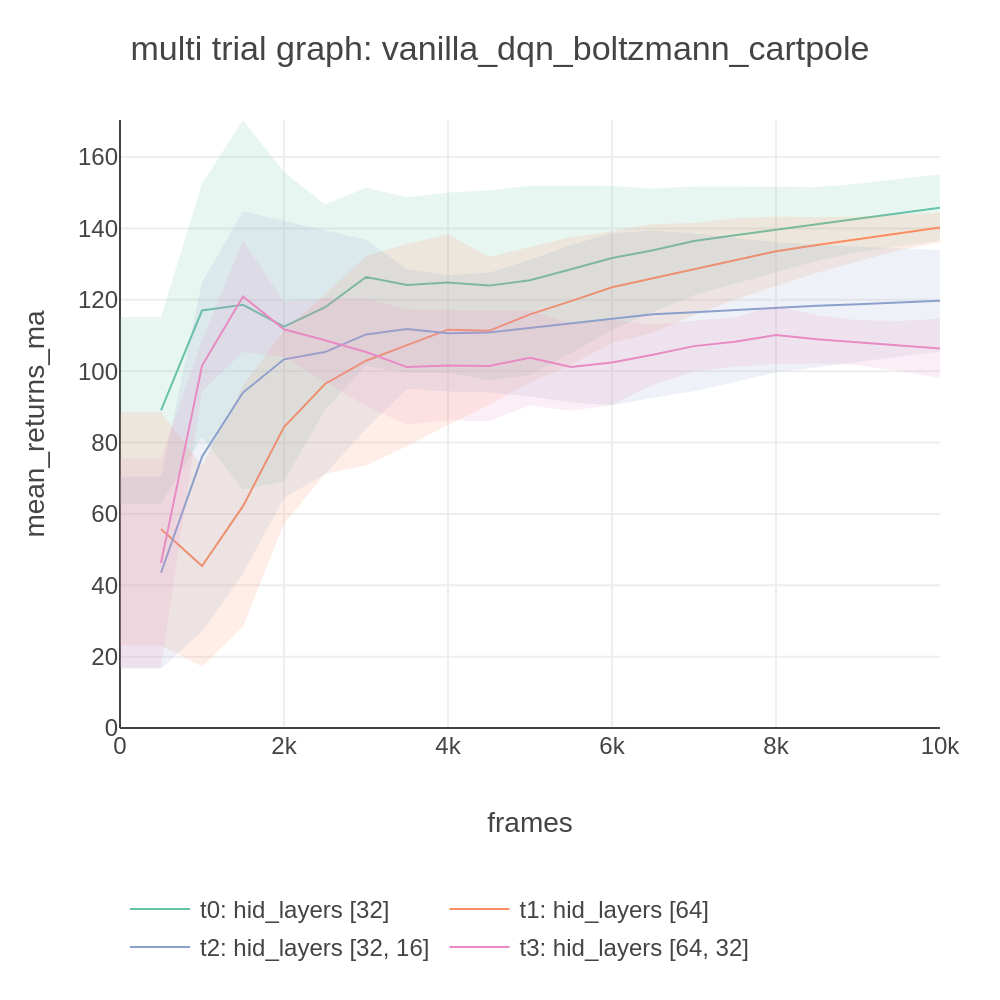 multi trial graph: vanilla_dqn_boltzmann_cartpole
mean_returns_ma
160
140
120
100
80
60
40
20
0
0 2k 4k 6k 8k 10k
frames
t0: hid_layers [32] t1: hid_layers [64]
t2: hid_layers [32, 16] t3: hid_layers [64, 32]